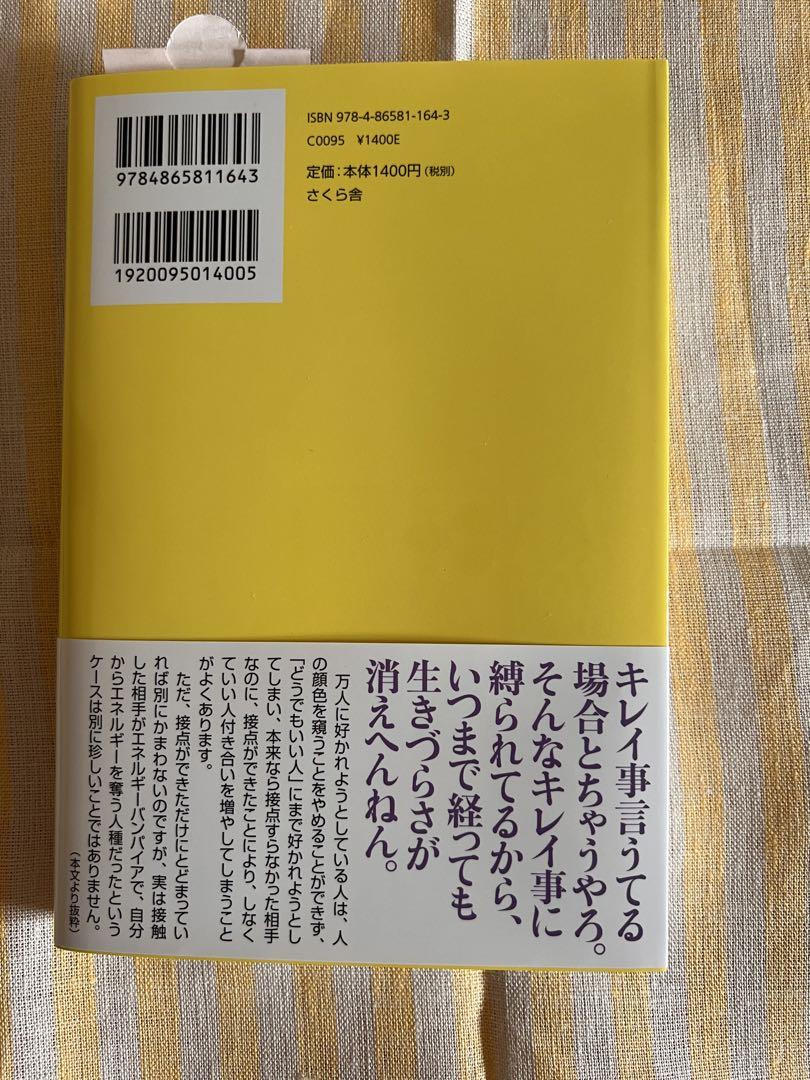 ISBN 978-4-86581-164-3
C0095 ¥1400E
定価：本体1400円（税別）
さくら舎
9784865811643
1920095014005
キレイ事言うてる
場合とちゃうやろ。
そんなキレイ事に
縛られてるから、
いつまで経っても
生きづらさが
消えへんねん。
万人に好かれようとしている人は、人
の顔色を窺うことをやめることができず、
「どうでもいい人」にまで好かれようとし
てしまい、本来なら接点すらなかった相手
なのに、接点ができたことにより、しなく
ていい人付き合いを増やしてしまうこと
がよくあります。
ただ、接点ができただけにとどまってい
れば別にかまわないのですが、実は接触
した相手がエネルギーバンパイアで、自分
からエネルギーを奪う人種だったという
ケースは別に珍しいことではありません。
（本文より抜粋）